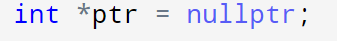 int *ptr = nullptr;